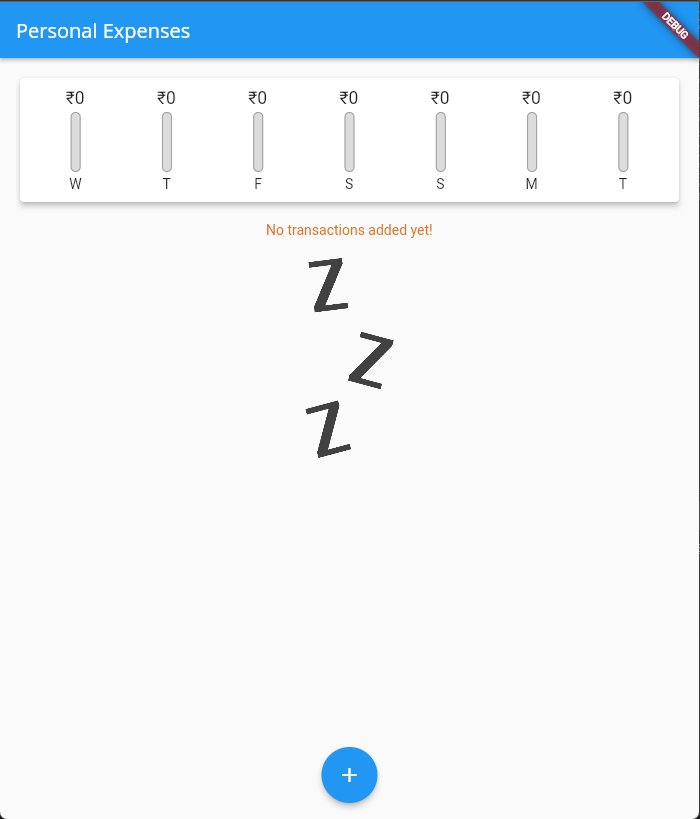 Personal Expenses
DEBUG
₹0 ₹0 ₹0 ₹0 ₹0 ₹0 ₹0
W T F S S M T
No transactions added yet!
Z
Z
Z
+